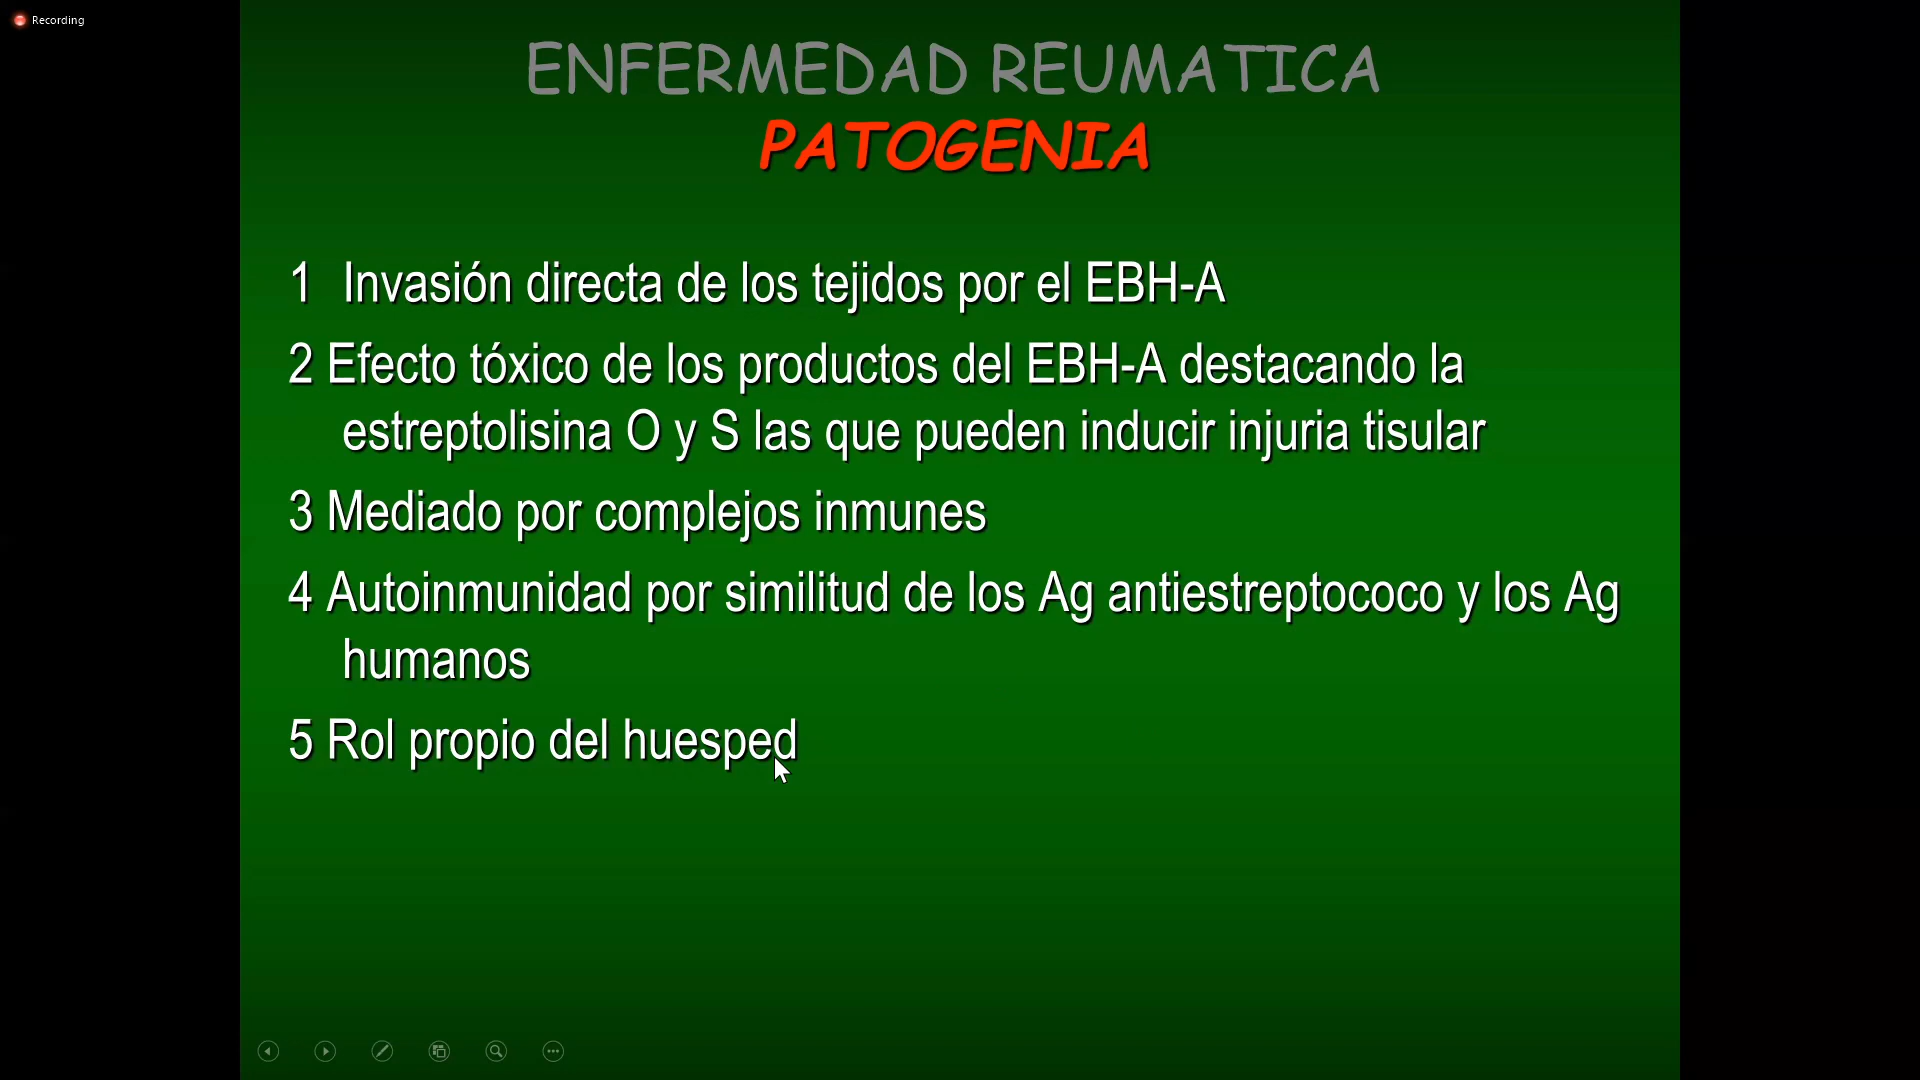 Recording
ENFERMEDAD REUMATICA
PATOGENIA
1 Invasión directa de los tejidos por el EBH-A
2 Efecto tóxico de los productos del EBH-A destacando la
estreptolisina O y S las que pueden inducir injuria tisular
3 Mediado por complejos inmunes
4 Autoinmunidad por similitud de los Ag antiestreptococo y los Ag
humanos
5 Rol propio del huesped